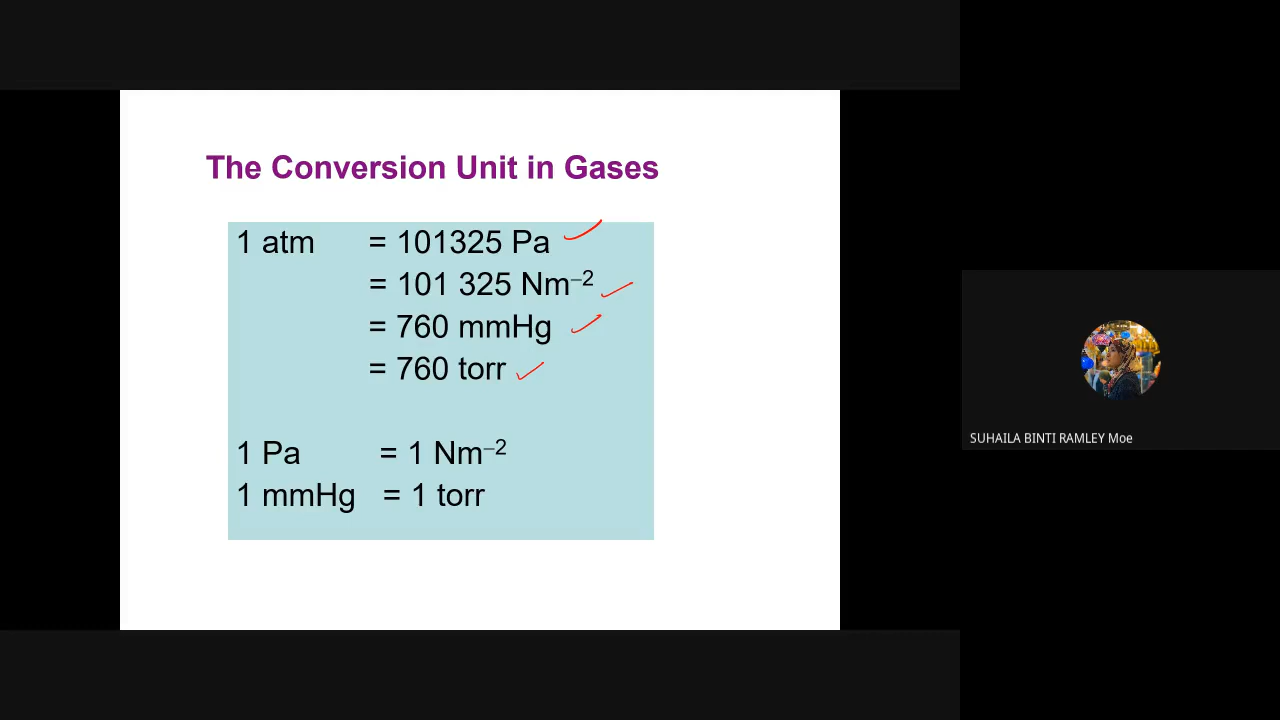 The Conversion Unit in Gases
1 atm = 101325 Pa
= 101 325 Nm⁻²
= 760 mmHg
= 760 torr
1 Pa = 1 Nm⁻²
1 mmHg = 1 torr
SUHAILA BINTI RAMLEY Moe